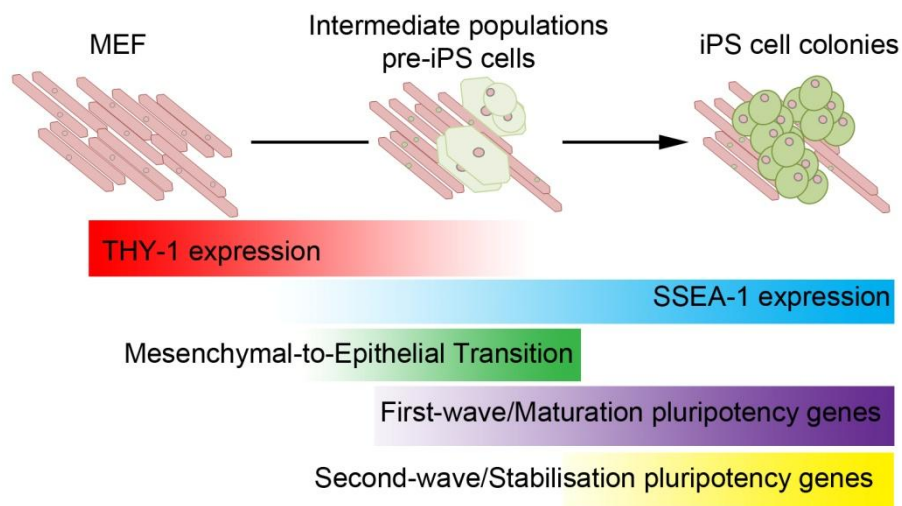 MEF
Intermediate populations
pre-iPS cells
iPS cell colonies
THY-1 expression
SSEA-1 expression
Mesenchymal-to-Epithelial Transition
First-wave/Maturation pluripotency genes
Second-wave/Stabilisation pluripotency genes